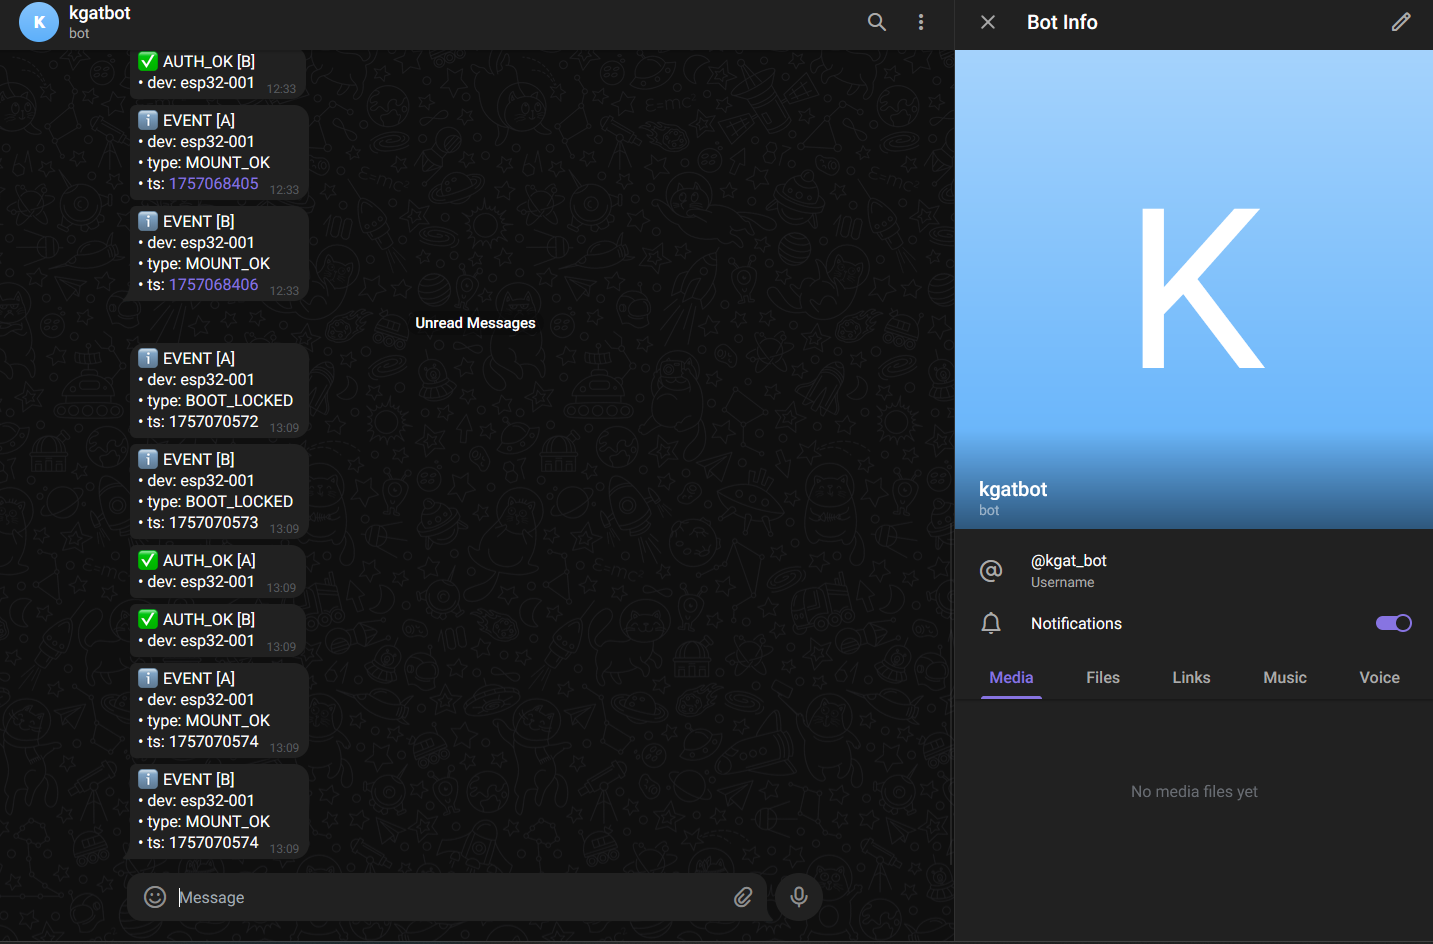 K
kgatbot
bot
✅ AUTH_OK [B]
• dev: esp32-001
12:33
ℹ️ EVENT [A]
• dev: esp32-001
• type: MOUNT_OK
• ts: 1757068405
12:33
ℹ️ EVENT [B]
• dev: esp32-001
• type: MOUNT_OK
• ts: 1757068406
12:33
Unread Messages
ℹ️ EVENT [A]
• dev: esp32-001
• type: BOOT_LOCKED
• ts: 1757070572
13:09
ℹ️ EVENT [B]
• dev: esp32-001
• type: BOOT_LOCKED
• ts: 1757070573
13:09
✅ AUTH_OK [A]
• dev: esp32-001
13:09
✅ AUTH_OK [B]
• dev: esp32-001
13:09
ℹ️ EVENT [A]
• dev: esp32-001
• type: MOUNT_OK
• ts: 1757070574
13:09
ℹ️ EVENT [B]
• dev: esp32-001
• type: MOUNT_OK
• ts: 1757070574
13:09
Message
Bot Info
K
kgatbot
bot
@kgat_bot
Username
Notifications
Media Files Links Music Voice
No media files yet